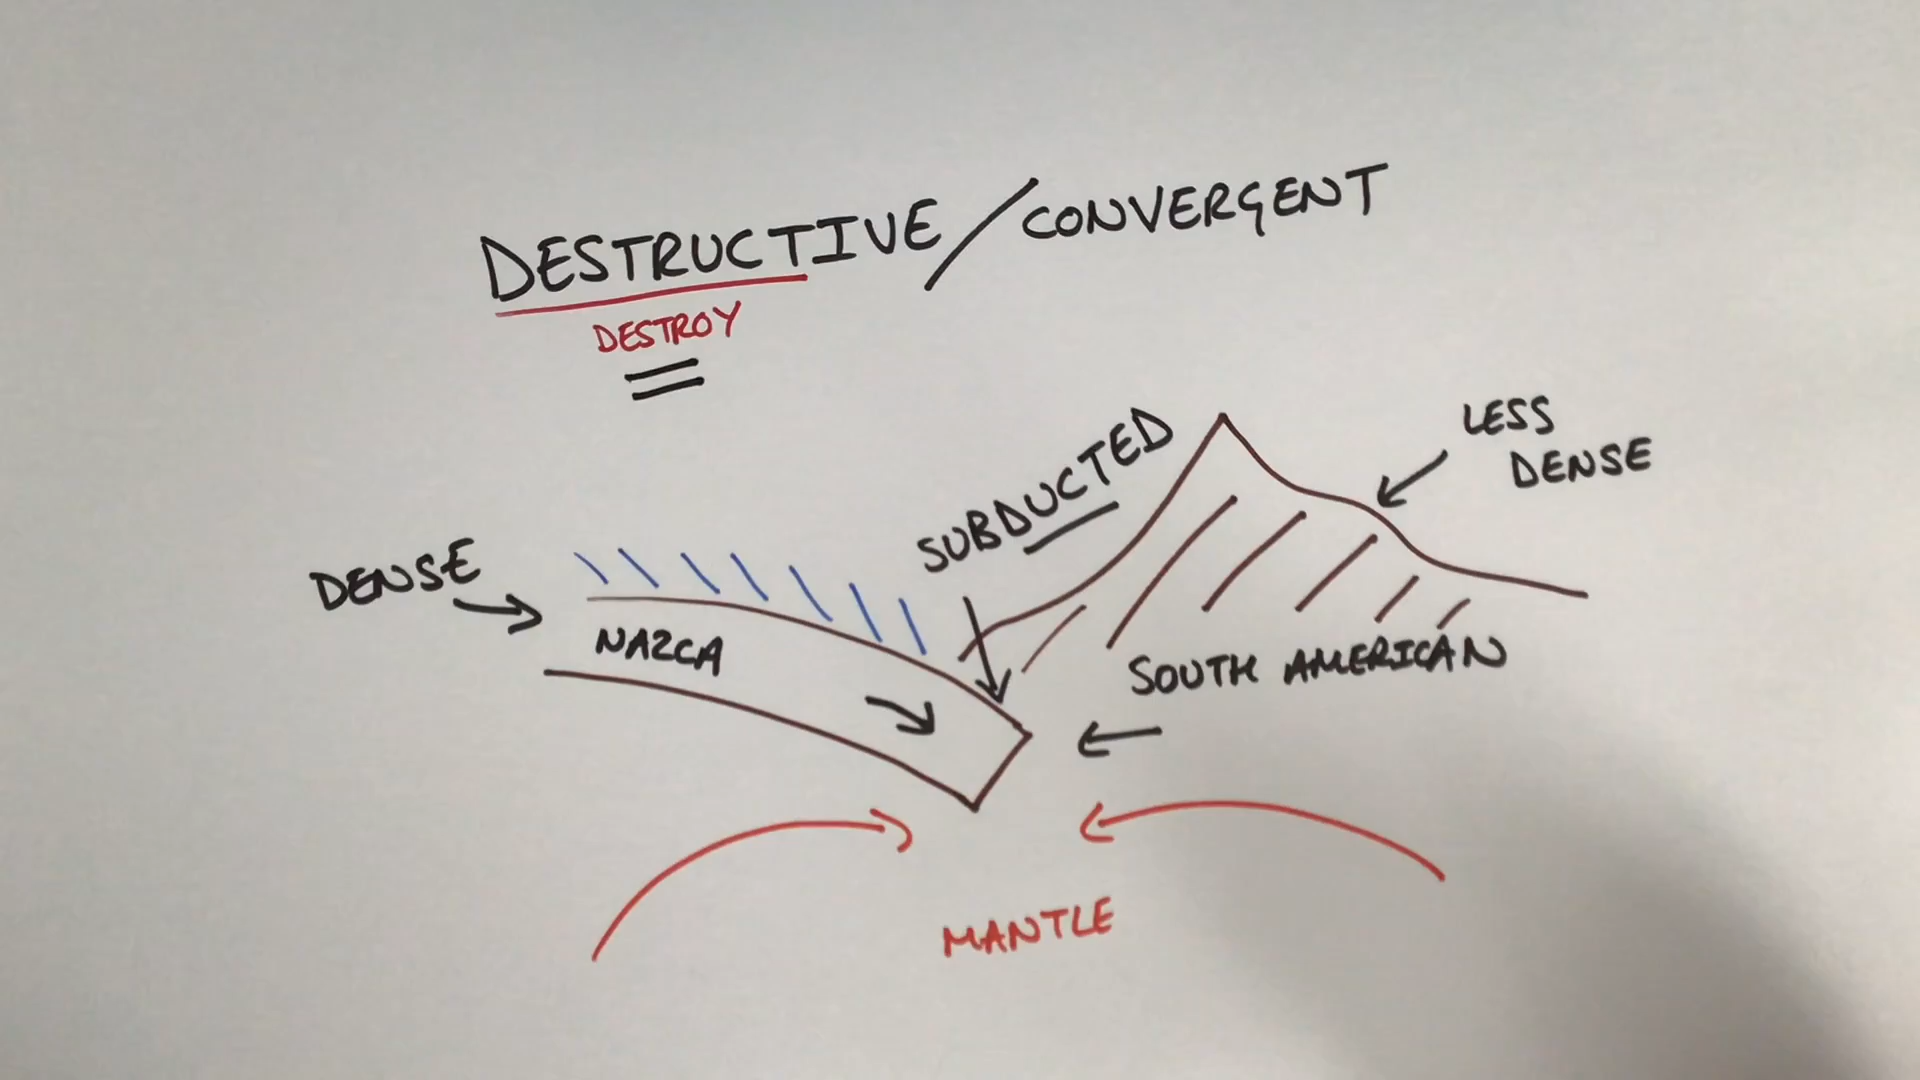 DESTRUCTIVE/CONVERGENT
DESTROY
SUBDUCTED
LESS
DENSE
DENSE
NAZCA
SOUTH AMERICAN
MANTLE